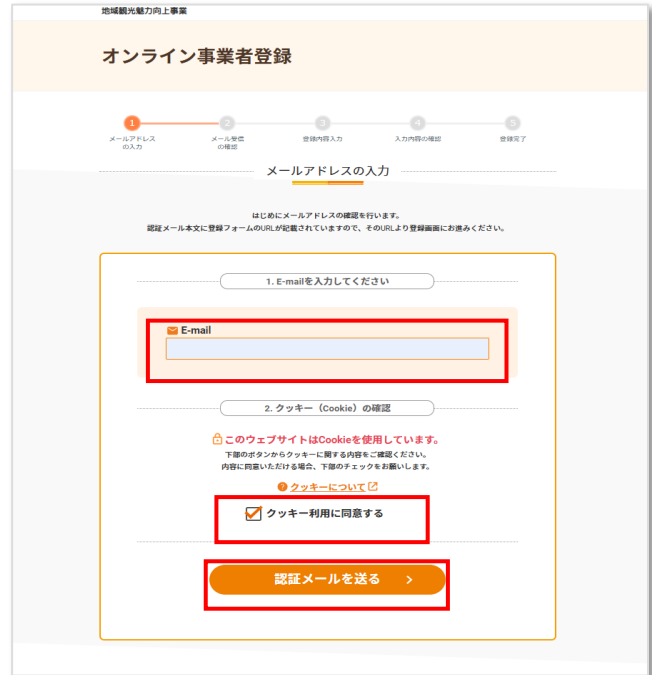 地域観光魅力向上事業
オンライン事業者登録
1 2 3 4 5
メールアドレス
の入力
メール受信
の確認
登録内容入力
入力内容の確認
登録完了
メールアドレスの入力
はじめにメールアドレスの確認を行います。
認証メール本文に登録フォームのURLが記載されていますので、そのURLより登録画面にお進みください。
1. E-mailを入力してください
E-mail
2. クッキー（Cookie）の確認
このウェブサイトはCookieを使用しています。
下部のボタンからクッキーに関する内容をご確認ください。
内容に同意いただける場合、下部のチェックをお願いします。
? クッキーについて
クッキー利用に同意する
認証メールを送る